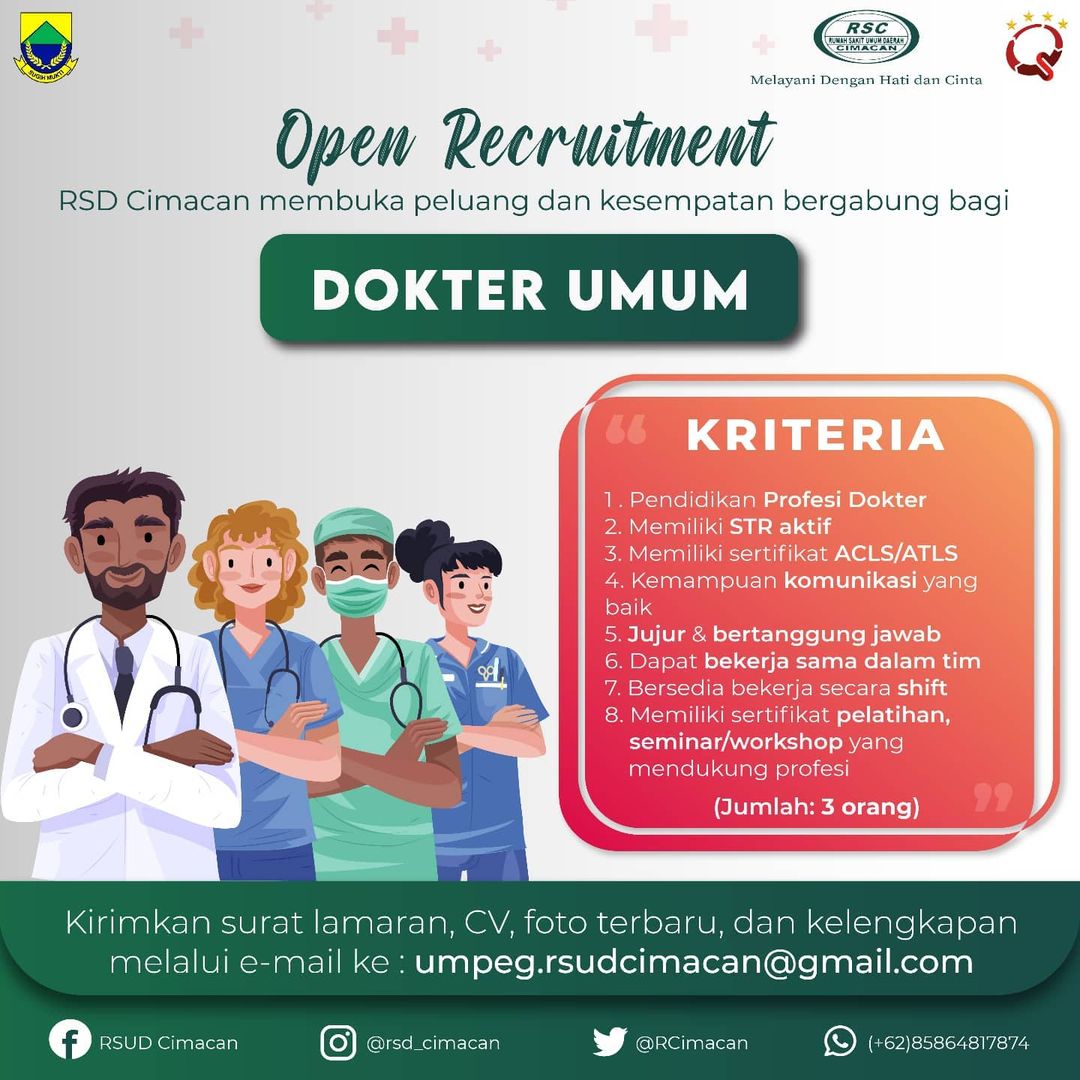 SUGIH MUKTI
RSC
RUMAH SAKIT UMUM DAERAH
CIMACAN
Melayani Dengan Hati dan Cinta
Open Recruitment
RSD Cimacan membuka peluang dan kesempatan bergabung bagi
DOKTER UMUM
“ KRITERIA
1. Pendidikan Profesi Dokter
2. Memiliki STR aktif
3. Memiliki sertifikat ACLS/ATLS
4. Kemampuan komunikasi yang
baik
5. Jujur & bertanggung jawab
6. Dapat bekerja sama dalam tim
7. Bersedia bekerja secara shift
8. Memiliki sertifikat pelatihan,
seminar/workshop yang
mendukung profesi
(Jumlah: 3 orang) ”
Kirimkan surat lamaran, CV, foto terbaru, dan kelengkapan
melalui e-mail ke : umpeg.rsudcimacan@gmail.com
RSUD Cimacan @rsd_cimacan @RCimacan (+62)85864817874